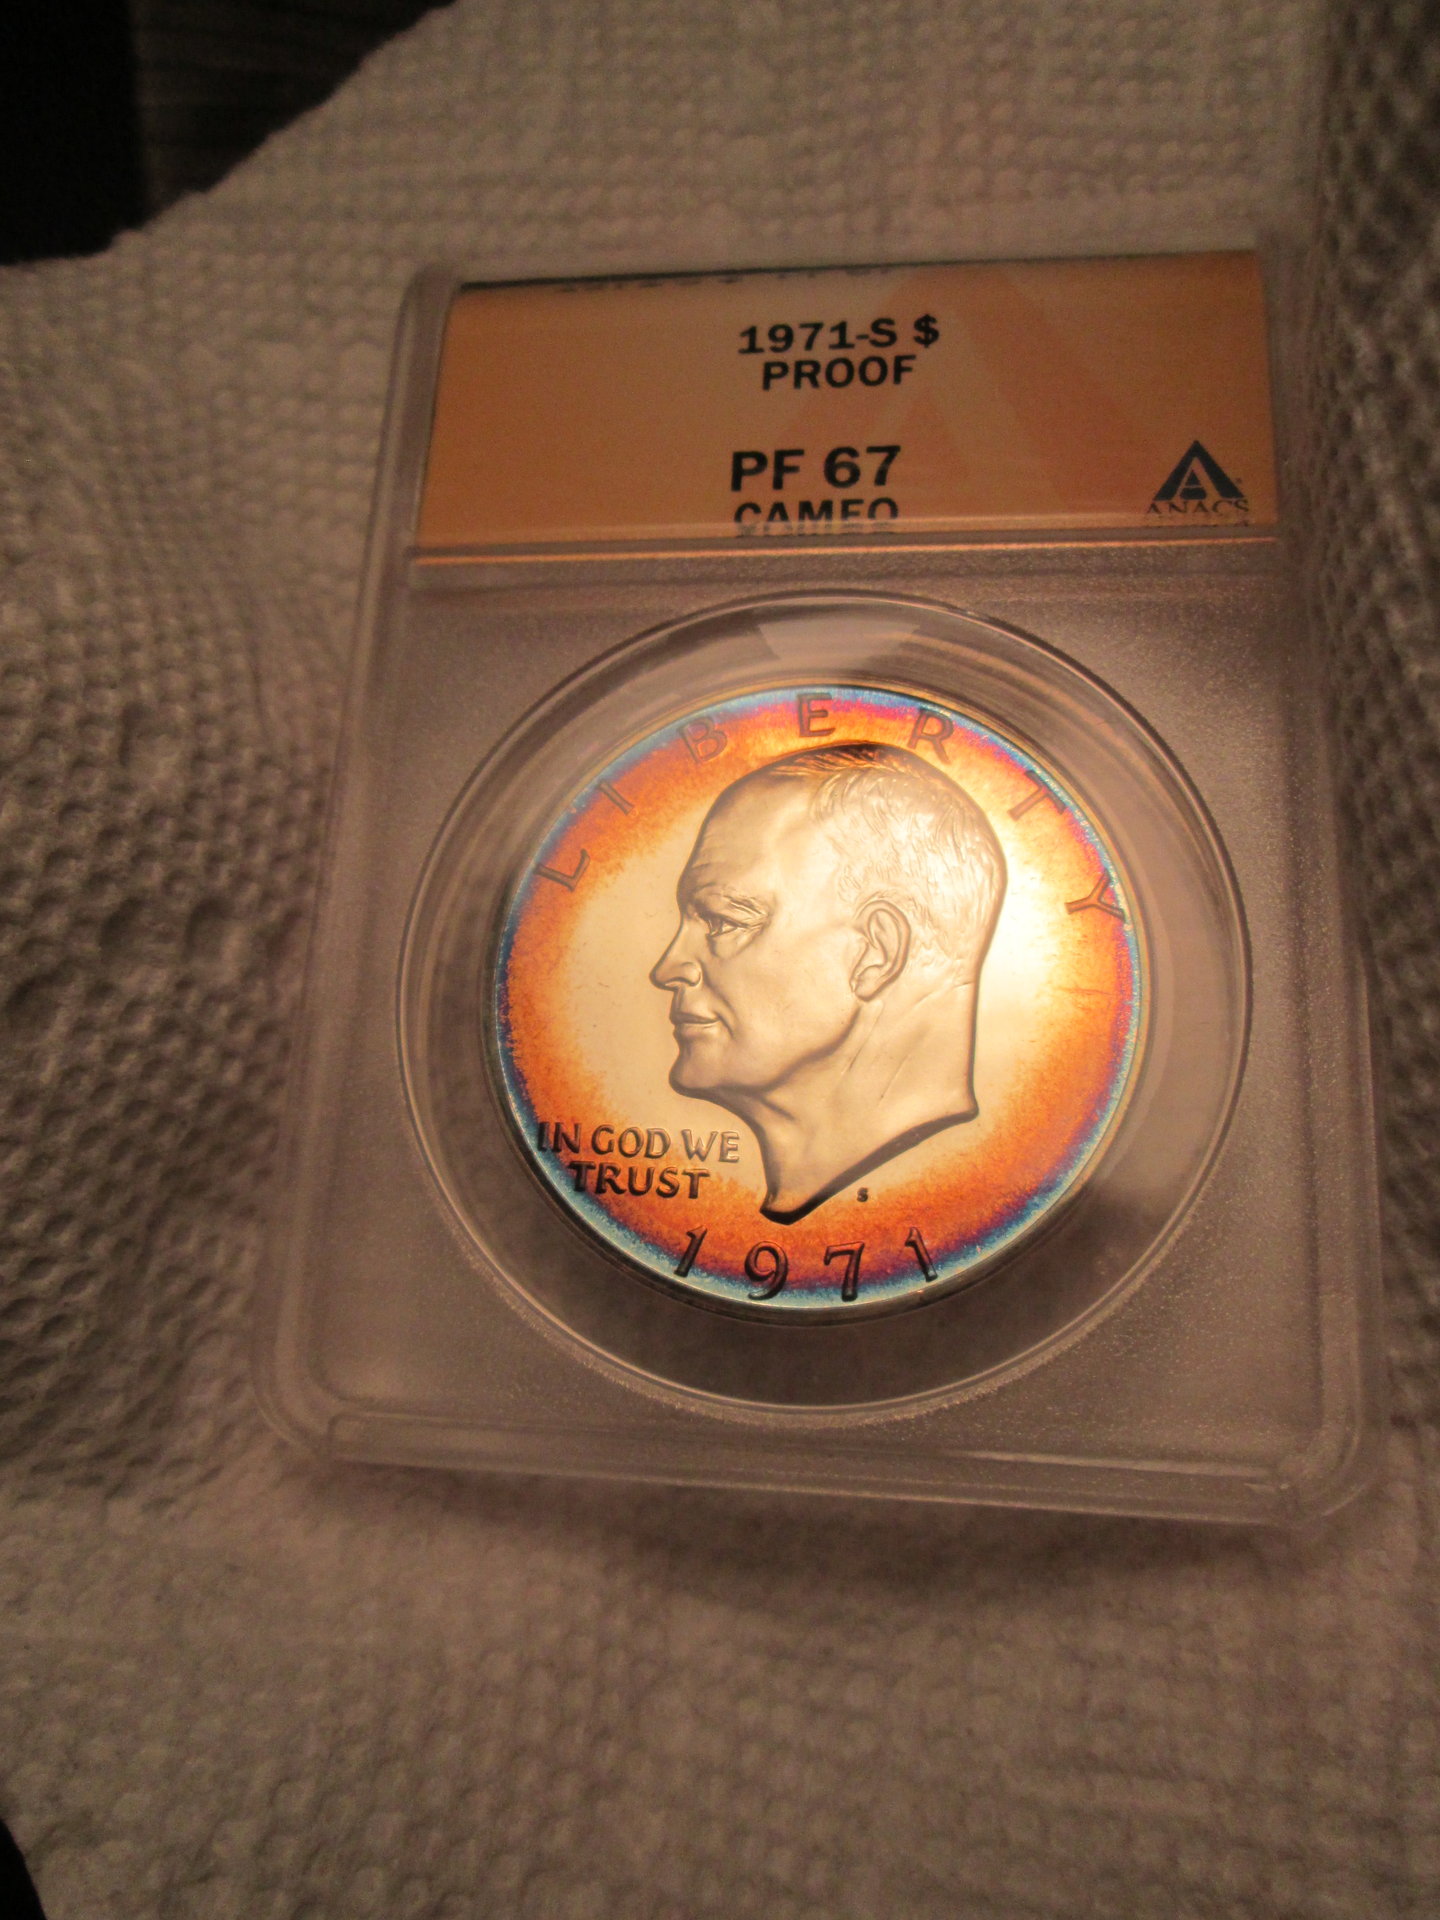 1971-S $
PROOF
PF 67
CAMEO
ANACS
LIBERTY
IN GOD WE
TRUST
S
1971